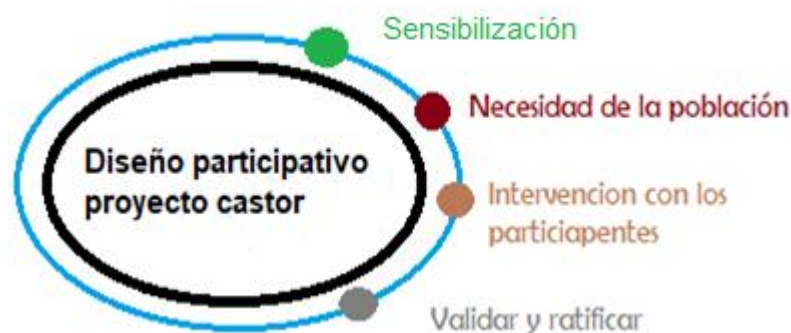 Sensibilización
Necesidad de la población
Diseño participativo
proyecto castor
Intervencion con los
particiapentes
Validar y ratificar